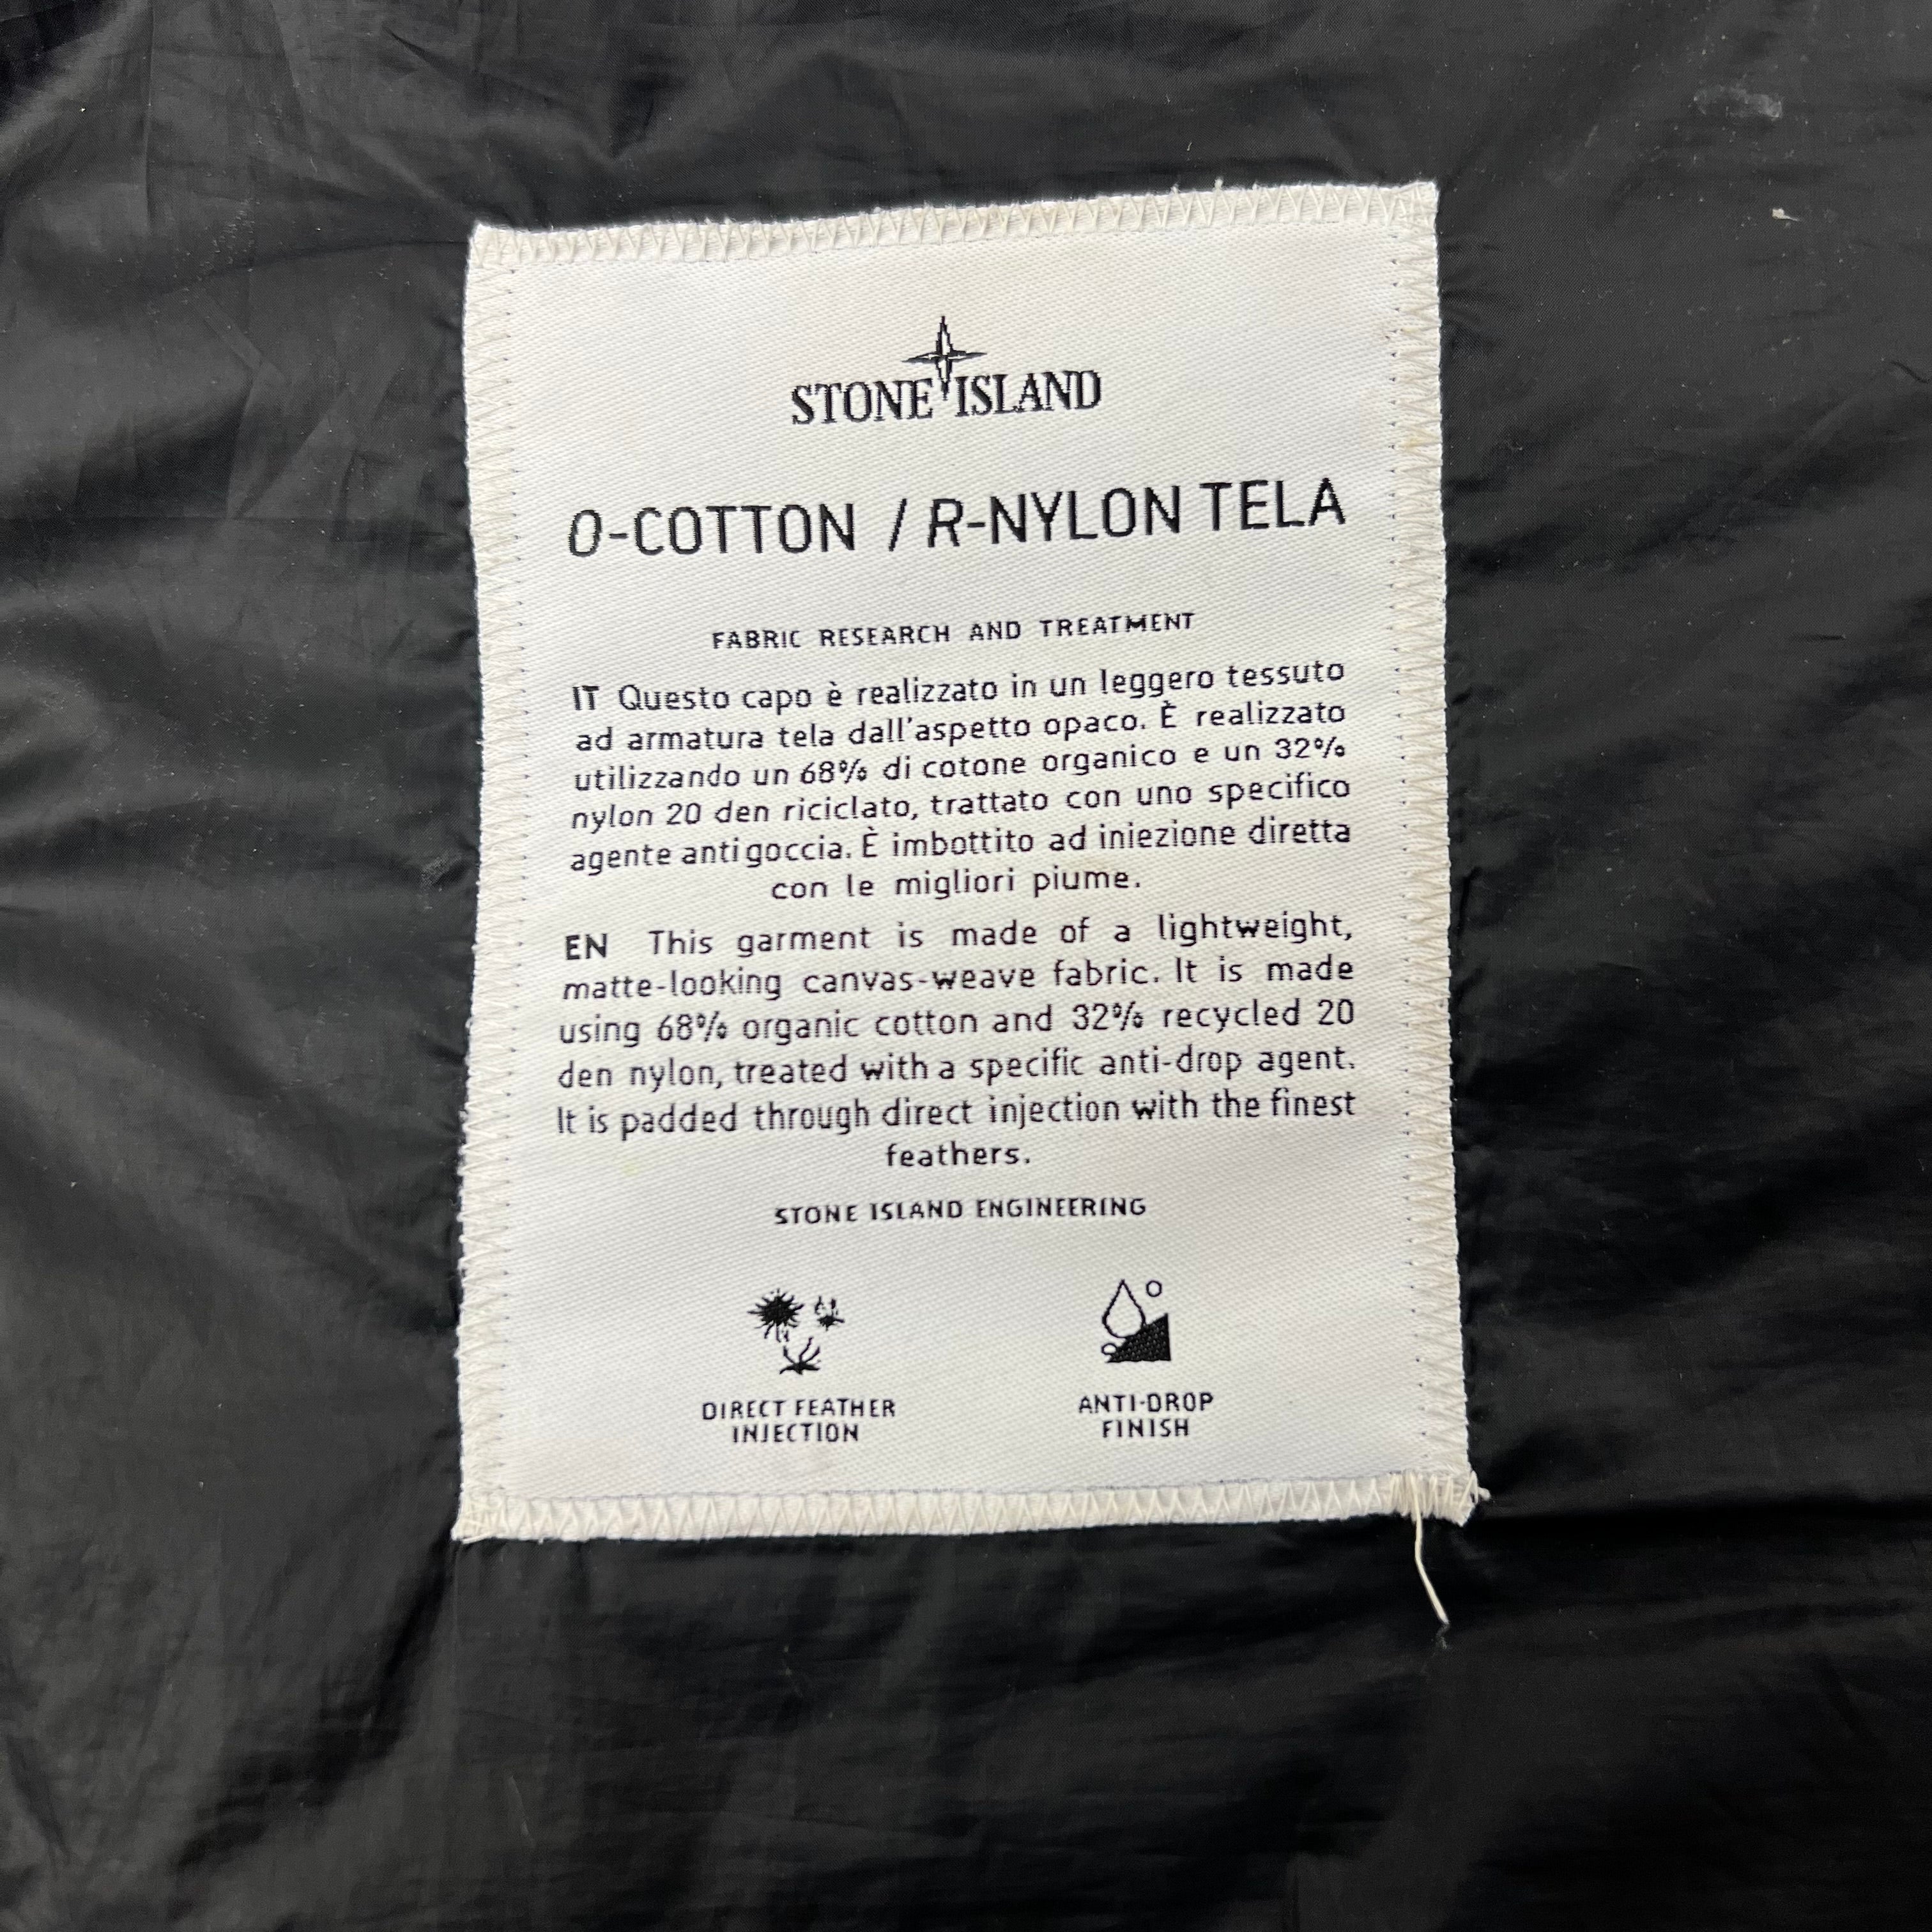 STONE ISLAND
O-COTTON / R-NYLON TELA
FABRIC RESEARCH AND TREATMENT
IT Questo capo è realizzato in un leggero tessuto
ad armatura tela dall'aspetto opaco. È realizzato
utilizzando un 68% di cotone organico e un 32%
nylon 20 den riciclato, trattato con uno specifico
agente antigoccia. È imbottito ad iniezione diretta
con le migliori piume.
EN This garment is made of a lightweight,
matte-looking canvas-weave fabric. It is made
using 68% organic cotton and 32% recycled 20
den nylon, treated with a specific anti-drop agent.
It is padded through direct injection with the finest
feathers.
STONE ISLAND ENGINEERING
DIRECT FEATHER
INJECTION
ANTI-DROP
FINISH